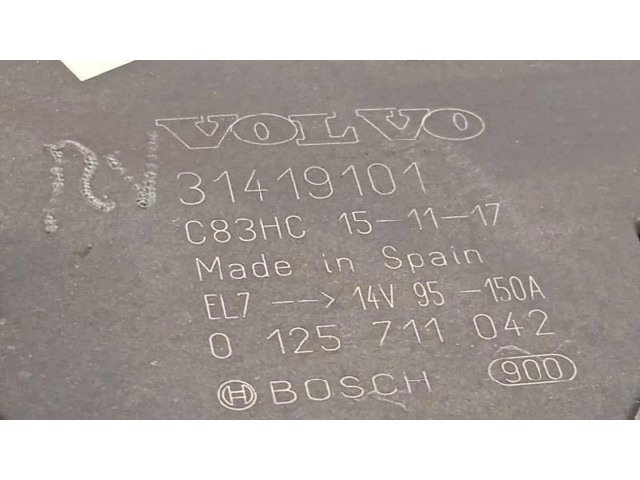 VOLVO
31419101
C83HC 15-11-17
Made in Spain
EL7 --> 14V 95-150A
0 125 711 042
BOSCH 900